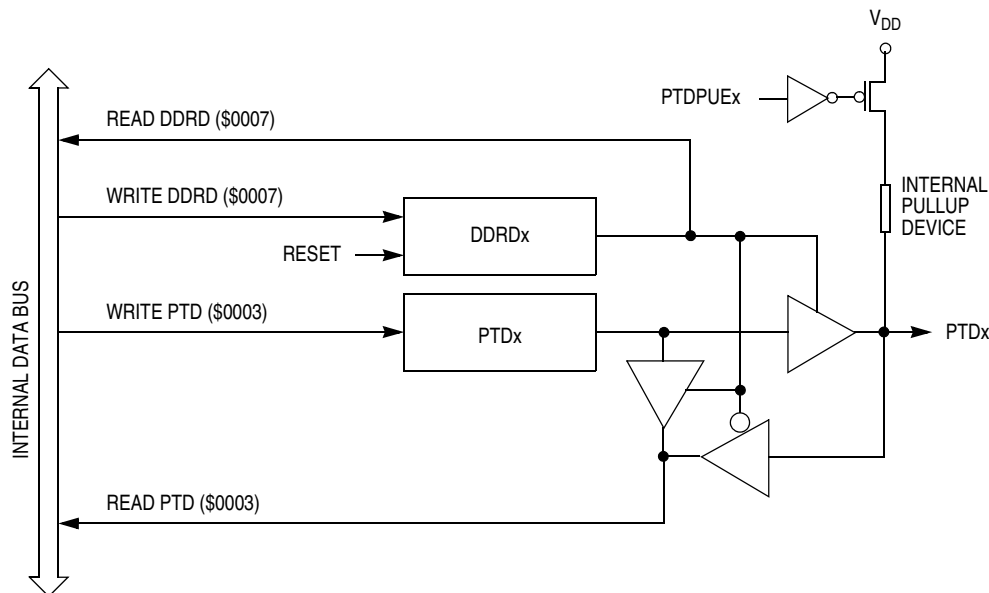 VDD
PTDPUEx
READ DDRD ($0007)
WRITE DDRD ($0007)
INTERNAL
PULLUP
DEVICE
DDRDx
RESET
WRITE PTD ($0003)
PTDx
PTDx
INTERNAL DATA BUS
READ PTD ($0003)